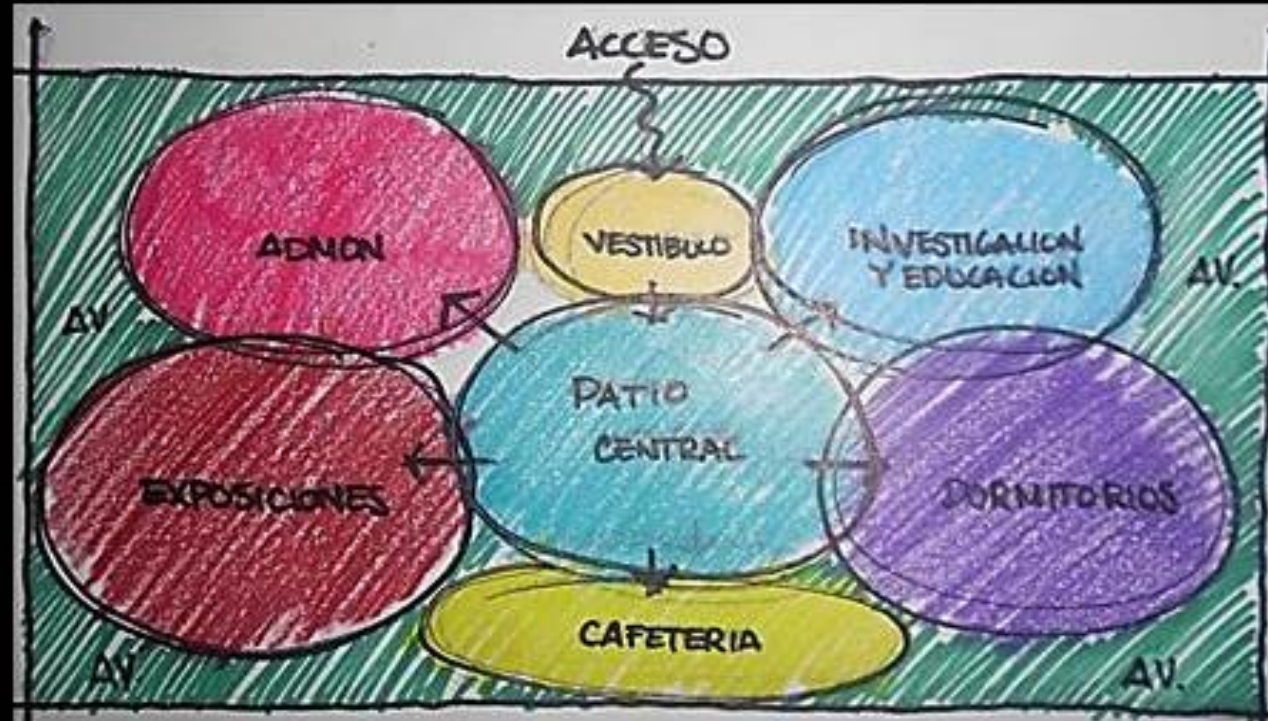 ACCESO
ADMON
VESTIBULO
INVESTIGACION
Y EDUCACION
AV.
AV.
PATIO
CENTRAL
EXPOSICIONES
DORMITORIOS
CAFETERIA
AV.
AV.